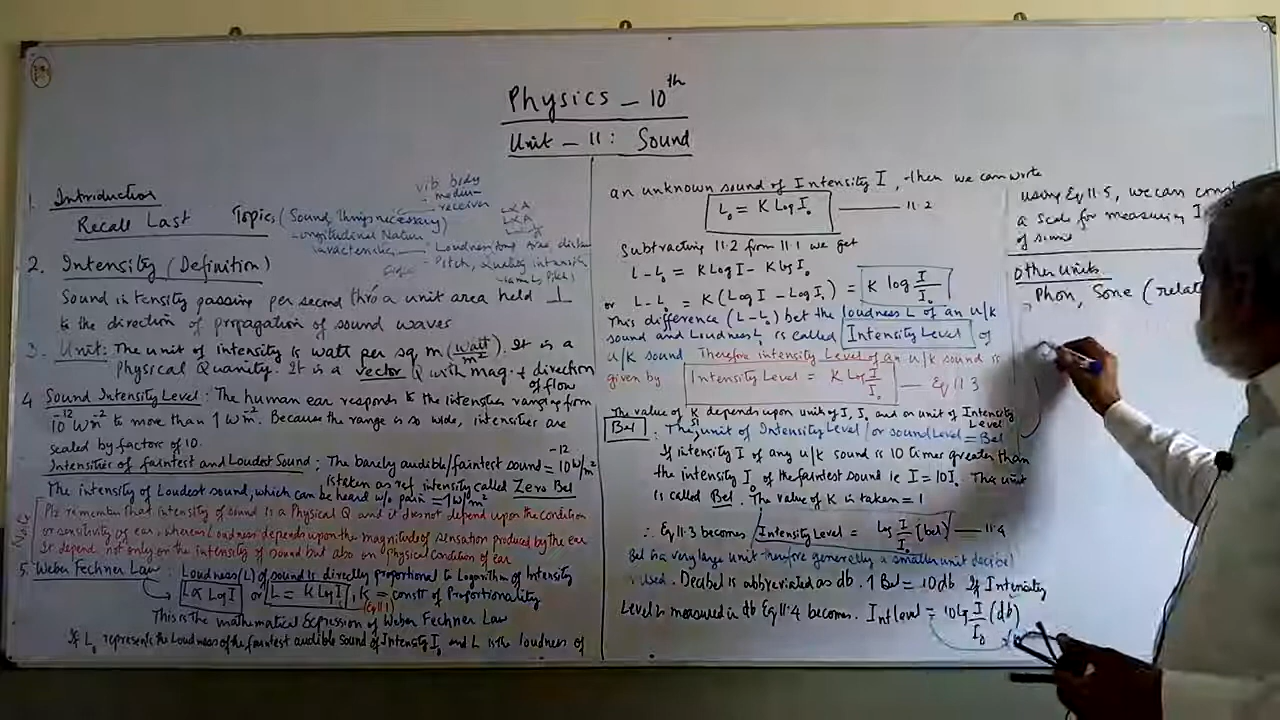 Physics - 10th
Unit - 11: Sound
1. Introduction
Recall Last Topics (Sound, Things necessary)
vib body
medium
receiver
Longitudinal Nature
characteristics
- Loudness
- Pitch, Quality
2. Intensity (Definition)
Sound intensity passing per second thro a unit area held ⊥
to the direction of propagation of sound waves
3. Unit: The unit of intensity is watt per sq m (watt/m²). It is a
Physical Quanity. It is a vector Q with mag. + direction
of flow
4 Sound Intensity Level: The human ear responds to the intensities ranging from
10⁻¹² Wm⁻² to more than 1 Wm⁻². Because the range is so wide, intensities are
scaled by factors of 10.
Intensities of faintest and Loudest Sound: The barely audible/faintest sound = 10⁻¹² W/m²
is taken as ref intensity called Zero Bel
The intensity of Loudest sound, which can be heard w/o pain = 1 W/m²
Note
Plz remember that intensity of sound is a Physical Q and it does not depend upon the condition
or sensitivity of ear, whereas Loudness depends upon the magnitude of sensation produced by the ear
It depend not only on the intensity of sound but also on physical condition of ear
5. Weber Fechner Law: Loudness (L) of sound is directly proportional to Logarithm of Intensity
L ∝ Log I or L = K Log I, K = constt of Proportionality
(Eq 11.1)
This is the mathematical Expression of Weber Fechner Law
If L₀ represents the Loudness of the faintest audible Sound of Intensity I₀ and L is the loudness of
an unknown sound of Intensity I, then we can write
L₀ = K Log I₀ — 11.2
Subtracting 11.2 from 11.1 we get
L-L₀ = K Log I - K log I₀
or L-L₀ = K (Log I - Log I₀) = K log I/I₀
This difference (L-L₀) bet the loudness L of an u/k
sound and Loudness L₀ is called Intensity Level of
u/k sound. Therefore intensity Level of an u/k sound is
given by Intensity Level = K Log I/I₀ — Eq 11.3
The value of K depends upon unit of I, I₀ and on unit of Intensity
Level
Bel: The SI unit of Intensity Level/or sound Level = Bel
If intensity I of any u/k sound is 10 times greater than
the intensity I₀ of the faintest sound ie I = 10I₀. This unit
is called Bel. The value of K is taken = 1
∴ Eq 11.3 becomes Intensity Level = log I/I₀ (bel) — 11.4
Bel is a very large unit therefore generally a smaller unit decibel
is Used. Decibel is abbreviated as db. 1 Bel = 10 db If Intensity
Level is measured in db Eq 11.4 becomes. Int level = 10 Log I/I₀ (db)
using Eq 11.5, we can
a scale for measuring
of sound
Other Units
Phon, Sone